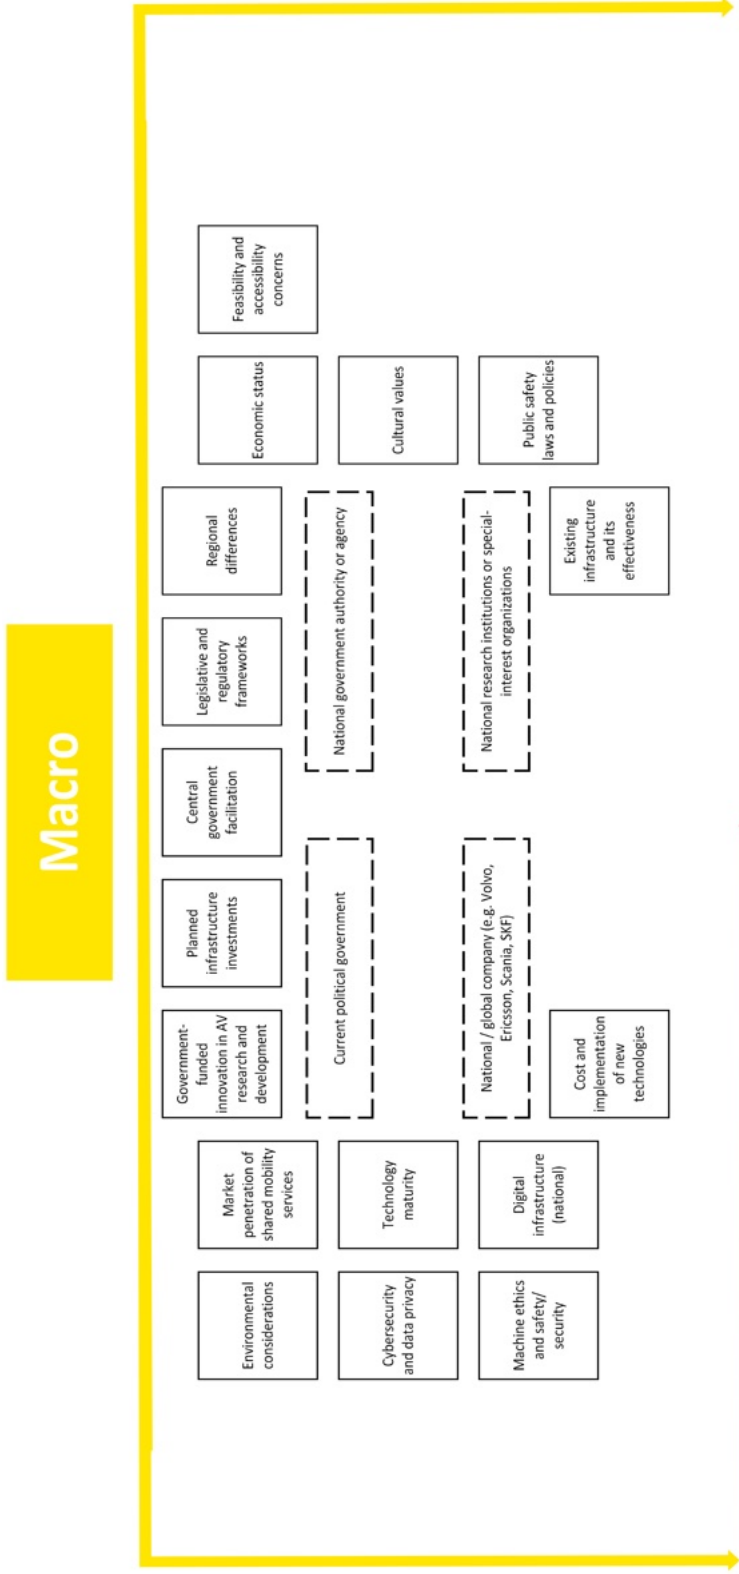 Macro
Government-
funded
innovation in AV
research and
development
Planned
infrastructure
investments
Central
government
facilitation
Legislative and
regulatory
frameworks
Regional
differences
Environmental
considerations
Market
penetration of
shared mobility
services
Economic status
Feasibility and
accessibility
concerns
Current political government
National government authority or agency
Cybersecurity
and data privacy
Technology
maturity
Cultural values
National / global company (e.g. Volvo,
Ericsson, Scania, SKF)
National research institutions or special-
interest organizations
Machine ethics
and safety/
security
Digital
infrastructure
(national)
Public safety
laws and policies
Cost and
implementation
of new
technologies
Existing
infrastructure
and its
effectiveness